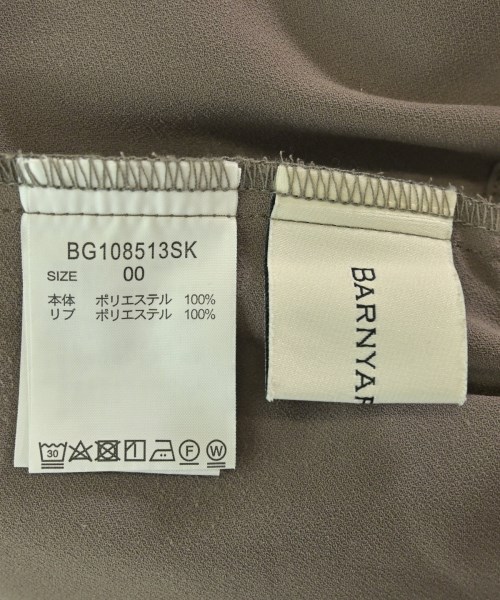 BG108513SK
SIZE 00
本体 ポリエステル 100%
リブ ポリエステル 100%
30 F W
BARNYAR